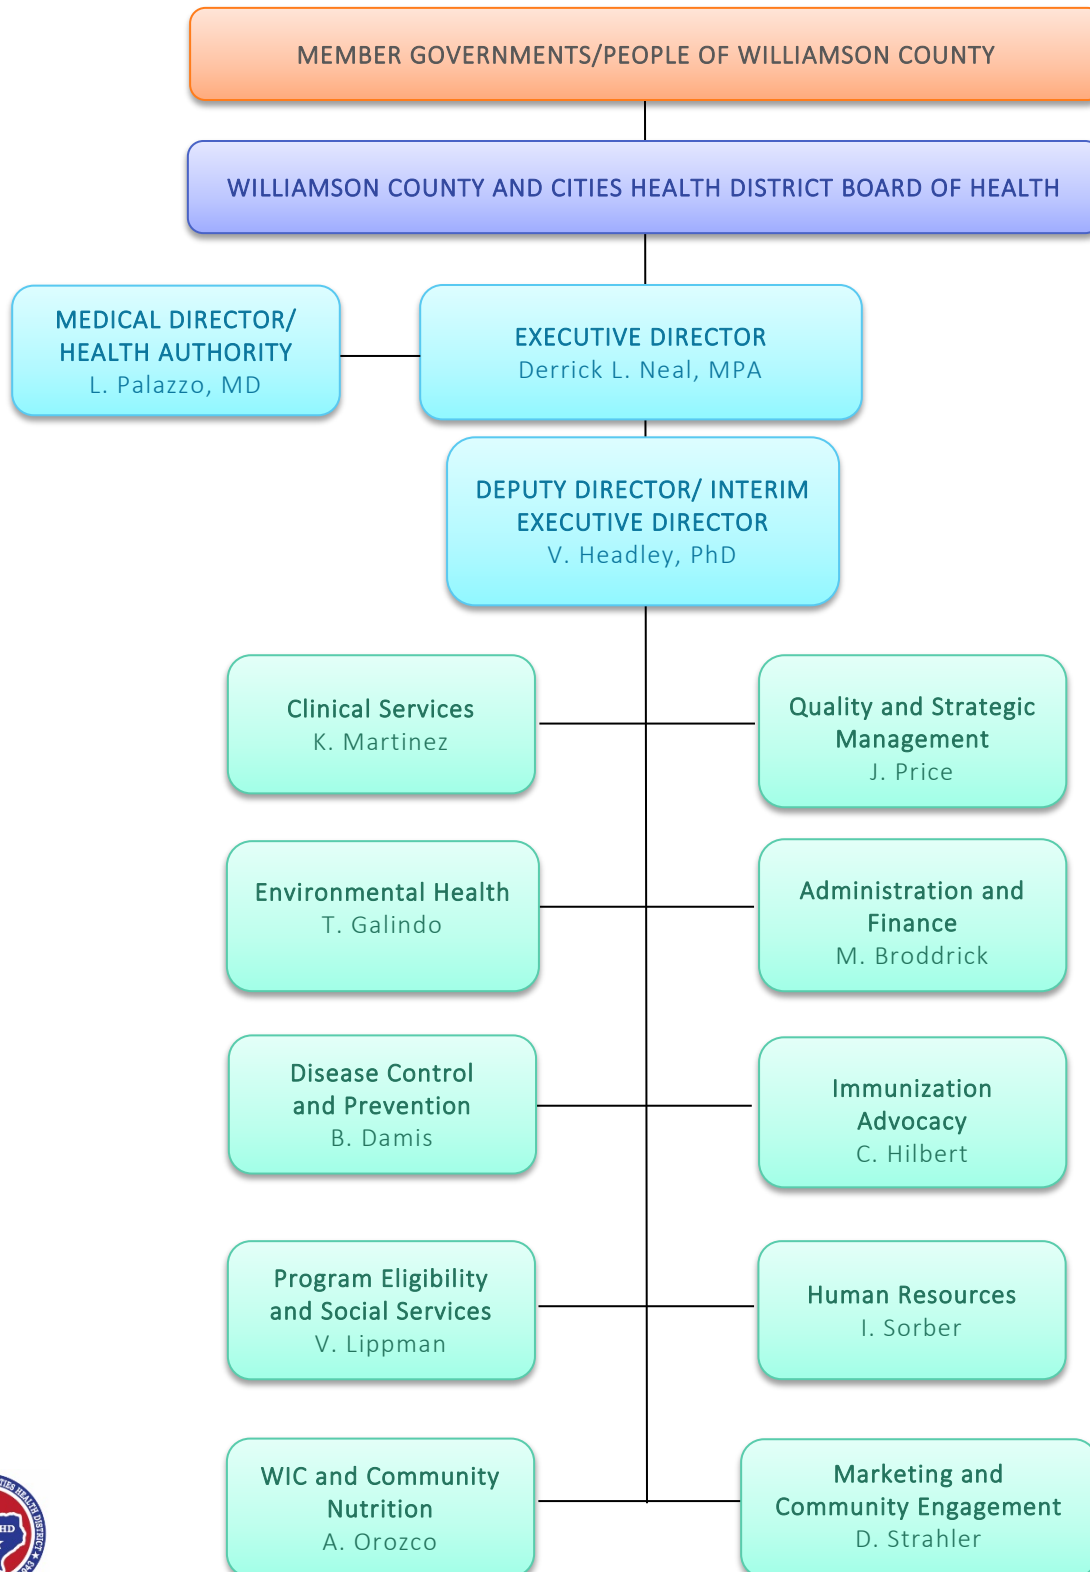 MEMBER GOVERNMENTS/PEOPLE OF WILLIAMSON COUNTY
WILLIAMSON COUNTY AND CITIES HEALTH DISTRICT BOARD OF HEALTH
MEDICAL DIRECTOR/
HEALTH AUTHORITY
L. Palazzo, MD
EXECUTIVE DIRECTOR
Derrick L. Neal, MPA
DEPUTY DIRECTOR/ INTERIM
EXECUTIVE DIRECTOR
V. Headley, PhD
Clinical Services
K. Martinez
Quality and Strategic
Management
J. Price
Environmental Health
T. Galindo
Administration and
Finance
M. Broddrick
Disease Control
and Prevention
B. Damis
Immunization
Advocacy
C. Hilbert
Program Eligibility
and Social Services
V. Lippman
Human Resources
I. Sorber
WIC and Community
Nutrition
A. Orozco
Marketing and
Community Engagement
D. Strahler
HEALTH DISTRICT
HD